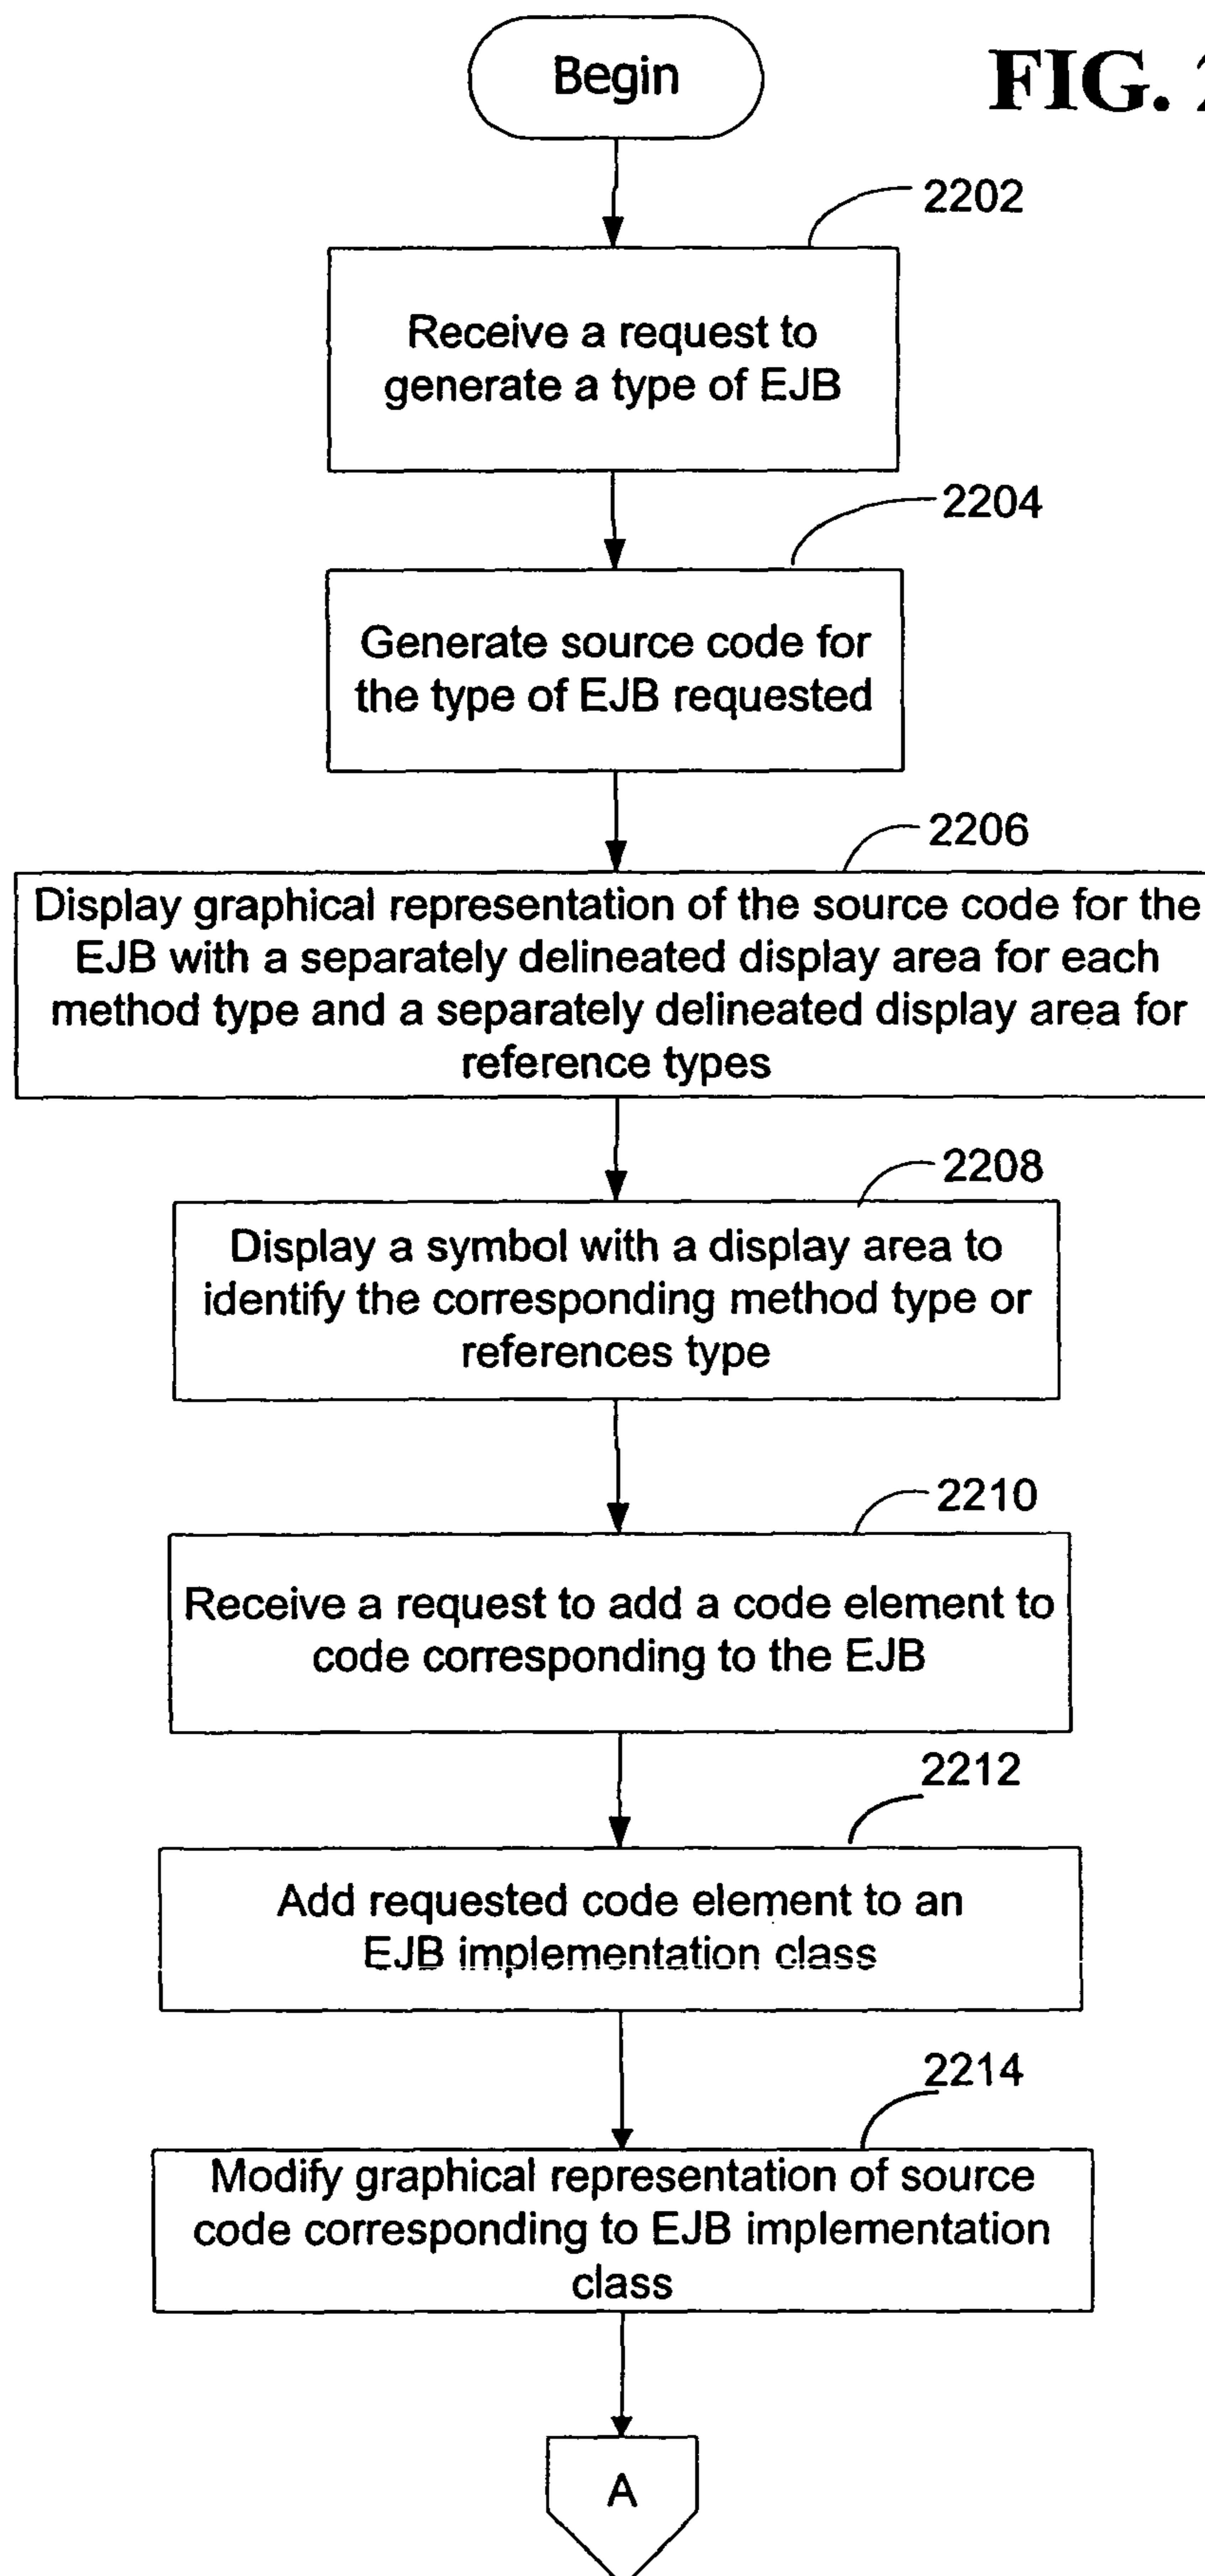 Begin
FIG. 2
2202
Receive a request to
generate a type of EJB
2204
Generate source code for
the type of EJB requested
2206
Display graphical representation of the source code for the
EJB with a separately delineated display area for each
method type and a separately delineated display area for
reference types
2208
Display a symbol with a display area to
identify the corresponding method type or
references type
2210
Receive a request to add a code element to
code corresponding to the EJB
2212
Add requested code element to an
EJB implementation class
2214
Modify graphical representation of source
code corresponding to EJB implementation
class
A